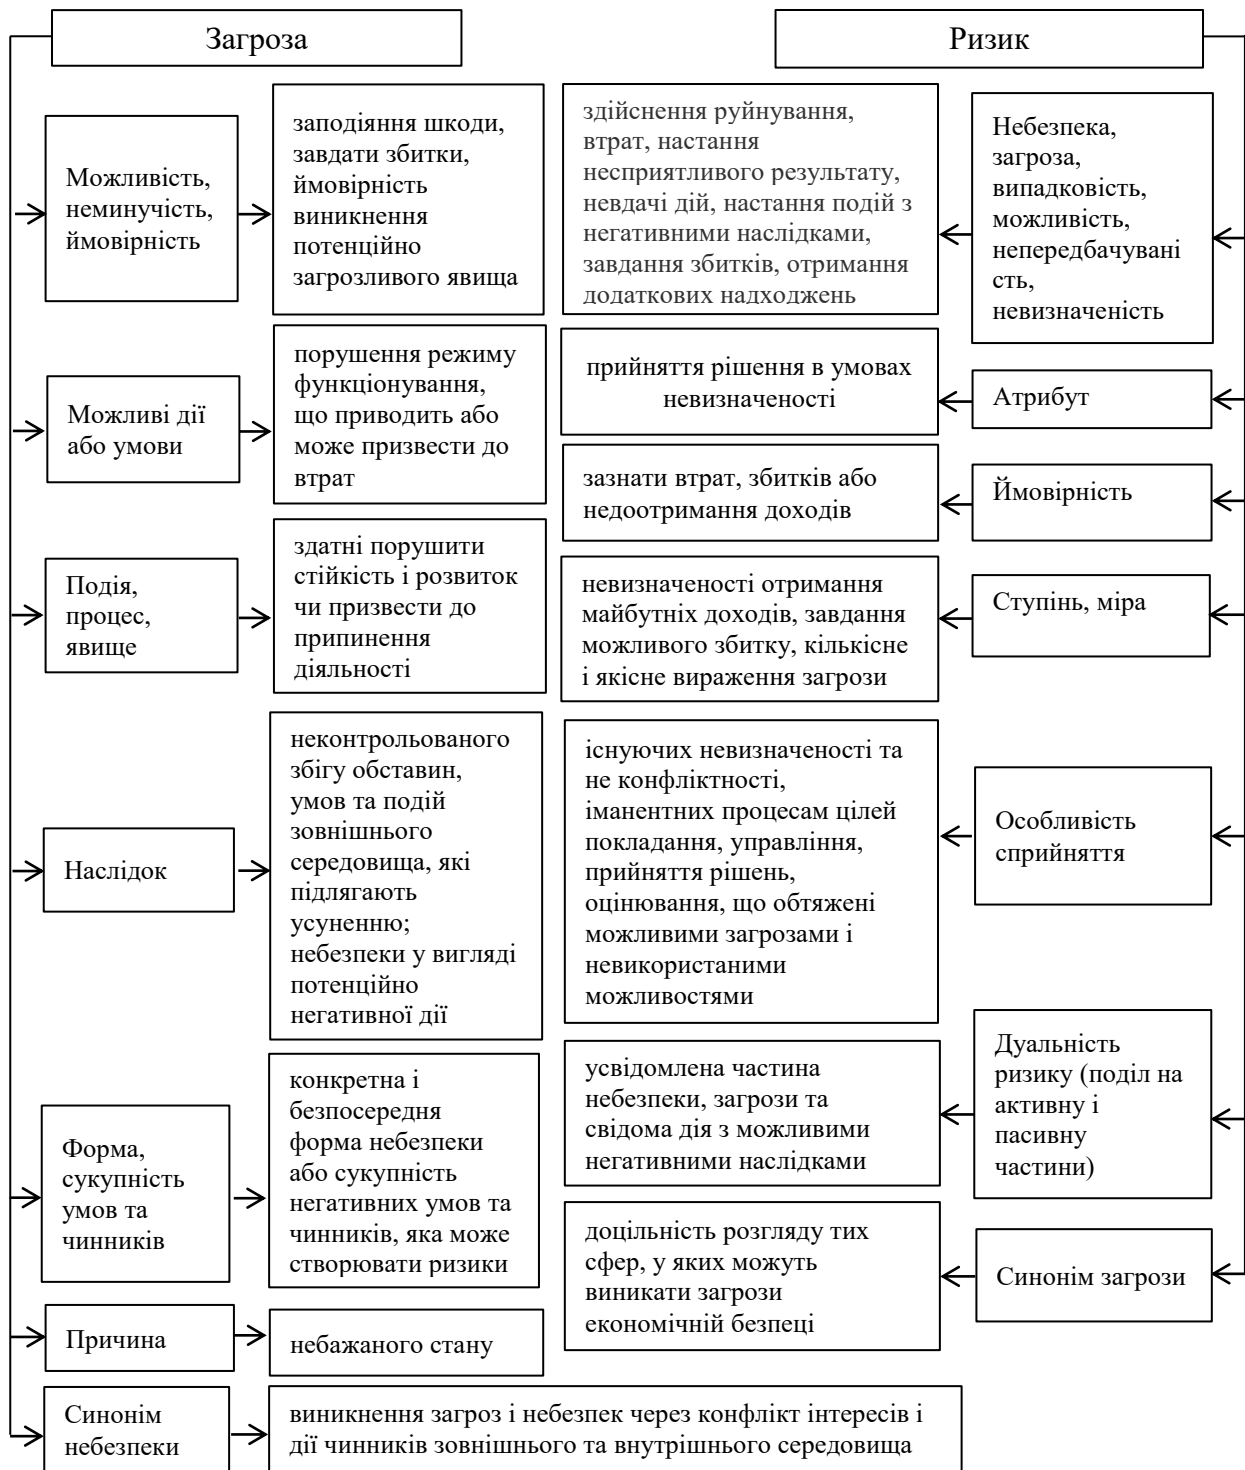 Загроза
Можливість,
неминучість,
ймовірність
заподіяння шкоди,
завдати збитки,
ймовірність
виникнення
потенційно
загрозливого явища
Можливі дії
або умови
порушення режиму
функціонування,
що приводить або
може призвести до
втрат
Подія,
процес,
явище
здатні порушити
стійкість і розвиток
чи призвести до
припинення
діяльності
Наслідок
неконтрольованого
збігу обставин,
умов та подій
зовнішнього
середовища, які
підлягають
усуненню;
небезпеки у вигляді
потенційно
негативної дії
Форма,
сукупність
умов та
чинників
конкретна і
безпосередня
форма небезпеки
або сукупність
негативних умов та
чинників, яка може
створювати ризики
Причина
небажаного стану
Синонім
небезпеки
виникнення загроз і небезпек через конфлікт інтересів і
дії чинників зовнішнього та внутрішнього середовища
Ризик
Небезпека,
загроза,
випадковість,
можливість,
непередбачувані
сть,
невизначеність
здійснення руйнування,
втрат, настання
несприятливого результату,
невдачі дій, настання подій з
негативними наслідками,
завдання збитків, отримання
додаткових надходжень
Атрибут
прийняття рішення в умовах
невизначеності
Ймовірність
зазнати втрат, збитків або
недоотримання доходів
Ступінь, міра
невизначеності отримання
майбутніх доходів, завдання
можливого збитку, кількісне
і якісне вираження загрози
Особливість
сприйняття
існуючих невизначеності та
не конфліктності,
іманентних процесам цілей
покладання, управління,
прийняття рішень,
оцінювання, що обтяжені
можливими загрозами і
невикористаними
можливостями
Дуальність
ризику (поділ на
активну і
пасивну
частини)
усвідомлена частина
небезпеки, загрози та
свідома дія з можливими
негативними наслідками
Синонім загрози
доцільність розгляду тих
сфер, у яких можуть
виникати загрози
економічній безпеці